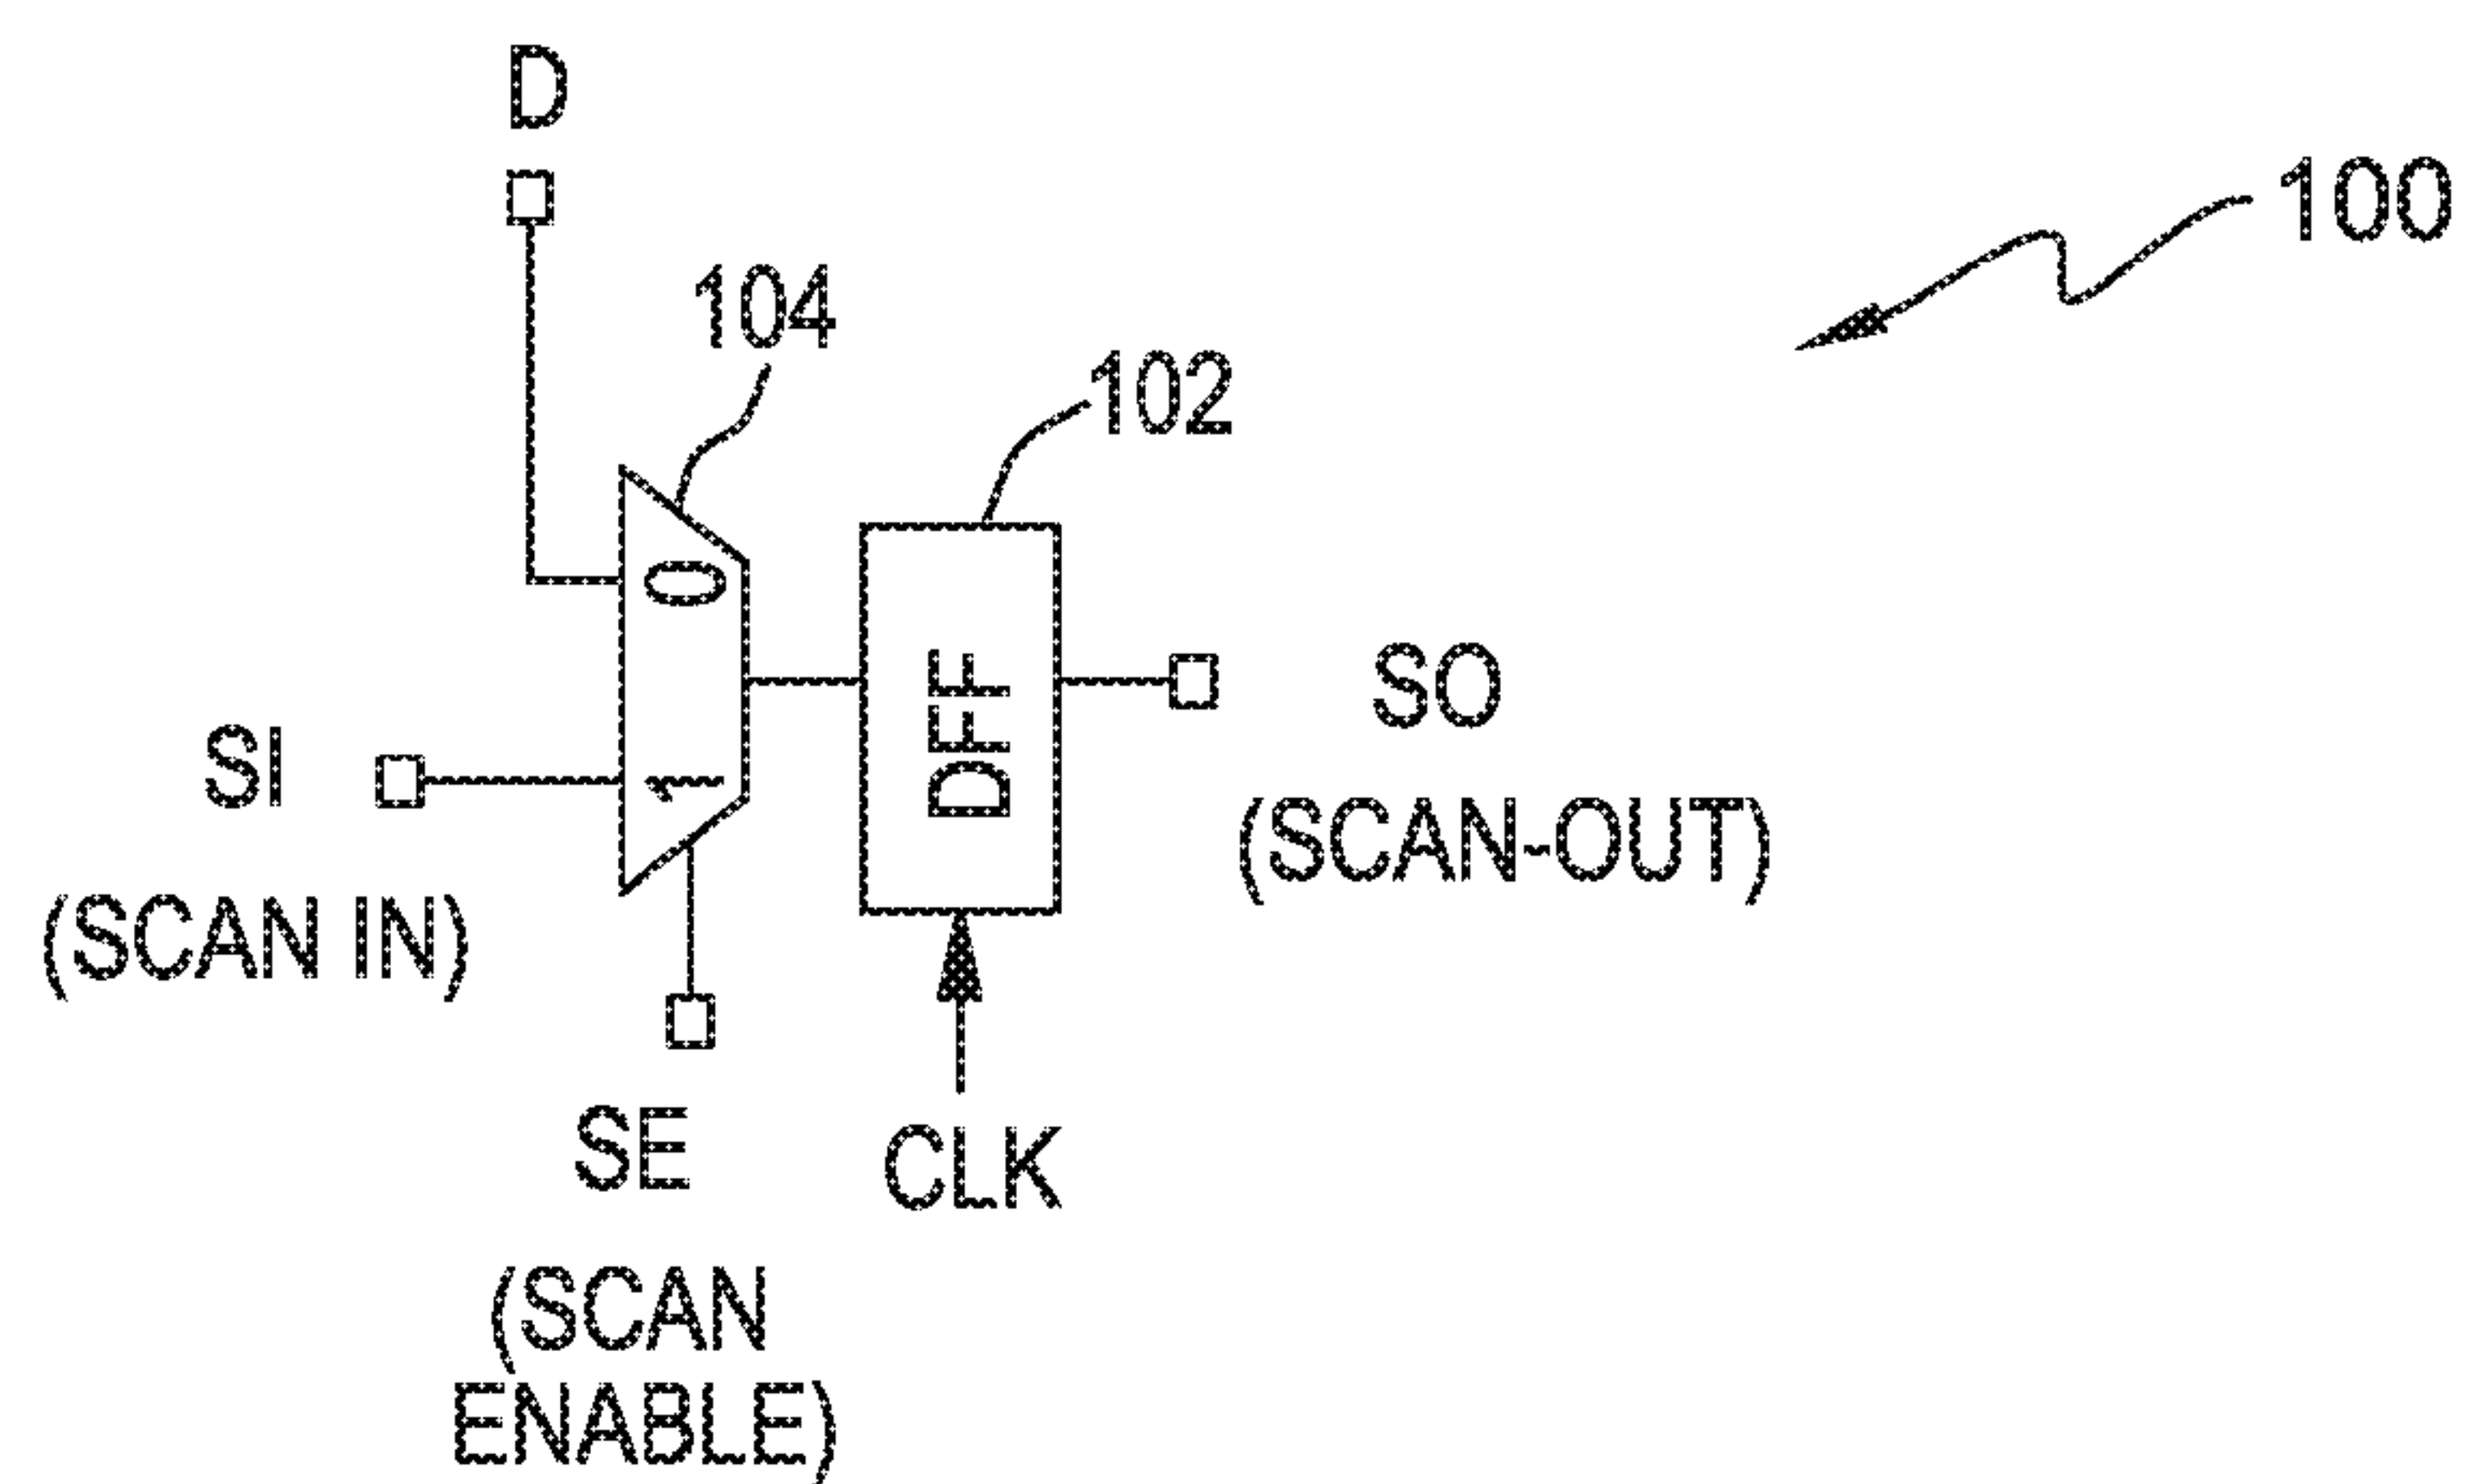 D
100
104
102
0
DFF
SO
SI
1
(SCAN-OUT)
(SCAN IN)
SE
CLK
(SCAN
ENABLE)